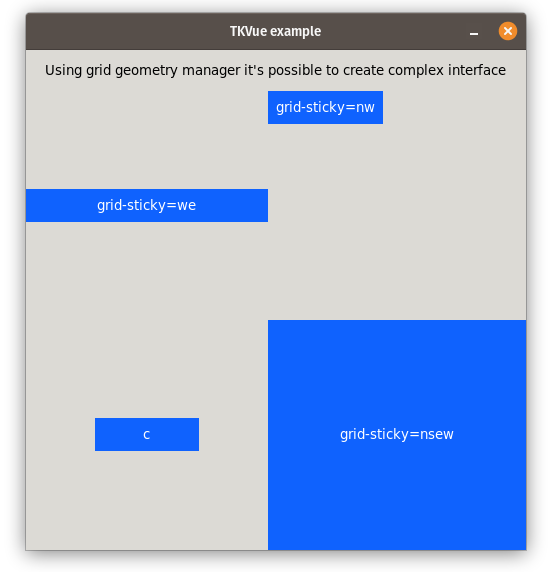 TKVue example
Using grid geometry manager it's possible to create complex interface
grid-sticky=nw
grid-sticky=we
c
grid-sticky=nsew